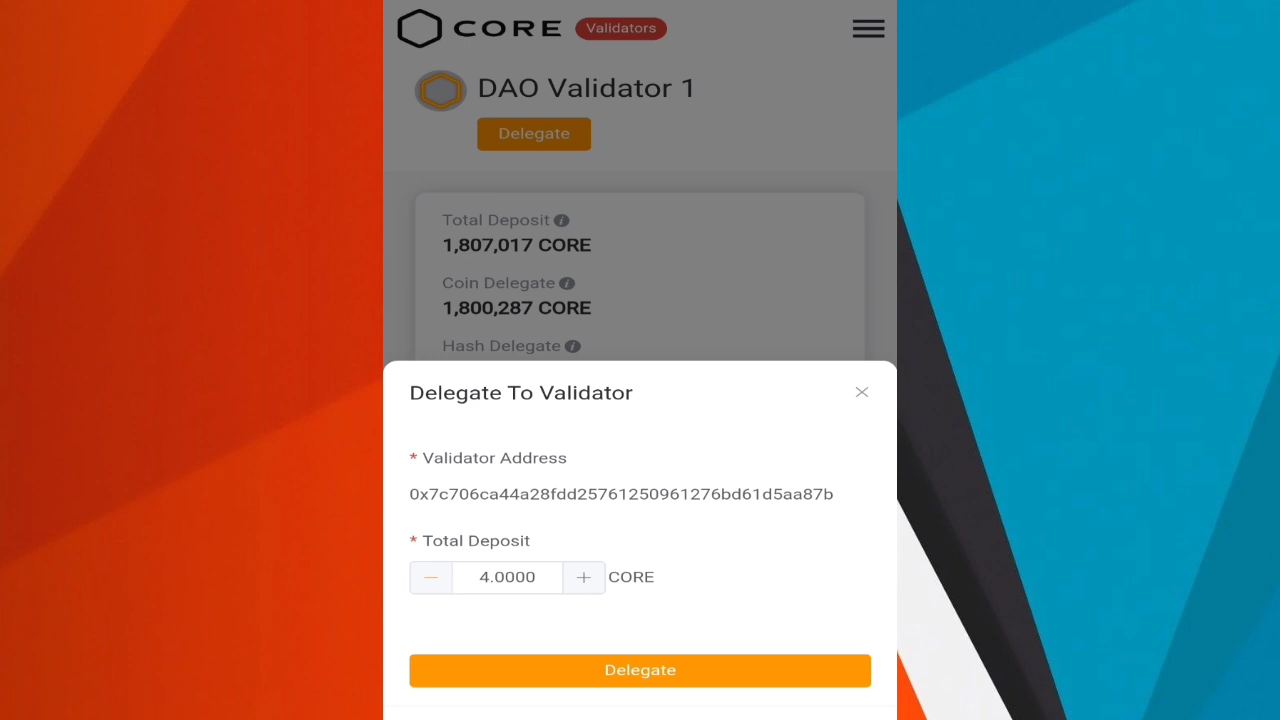 CORE Validators
DAO Validator 1
Delegate
Total Deposit
1,807,017 CORE
Coin Delegate
1,800,287 CORE
Hash Delegate
Delegate To Validator
* Validator Address
0x7c706ca44a28fdd25761250961276bd61d5aa87b
* Total Deposit
4.0000 CORE
Delegate